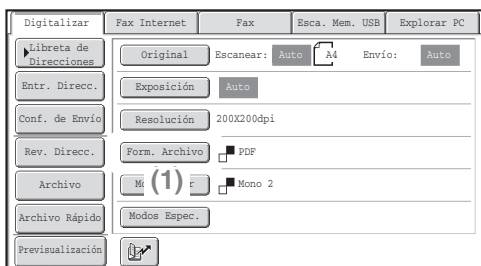 Digitalizar Fax Internet Fax Esca. Mem. USB Explorar PC
Libreta de
Direcciones
Original Escanear: Auto A4 Envío: Auto
Entr. Direcc.
Exposición Auto
Conf. de Envío
Resolución 200X200dpi
Rev. Direcc.
Form. Archivo PDF
Archivo
(1) Mono 2
Archivo Rápido
Modos Espec.
Previsualización